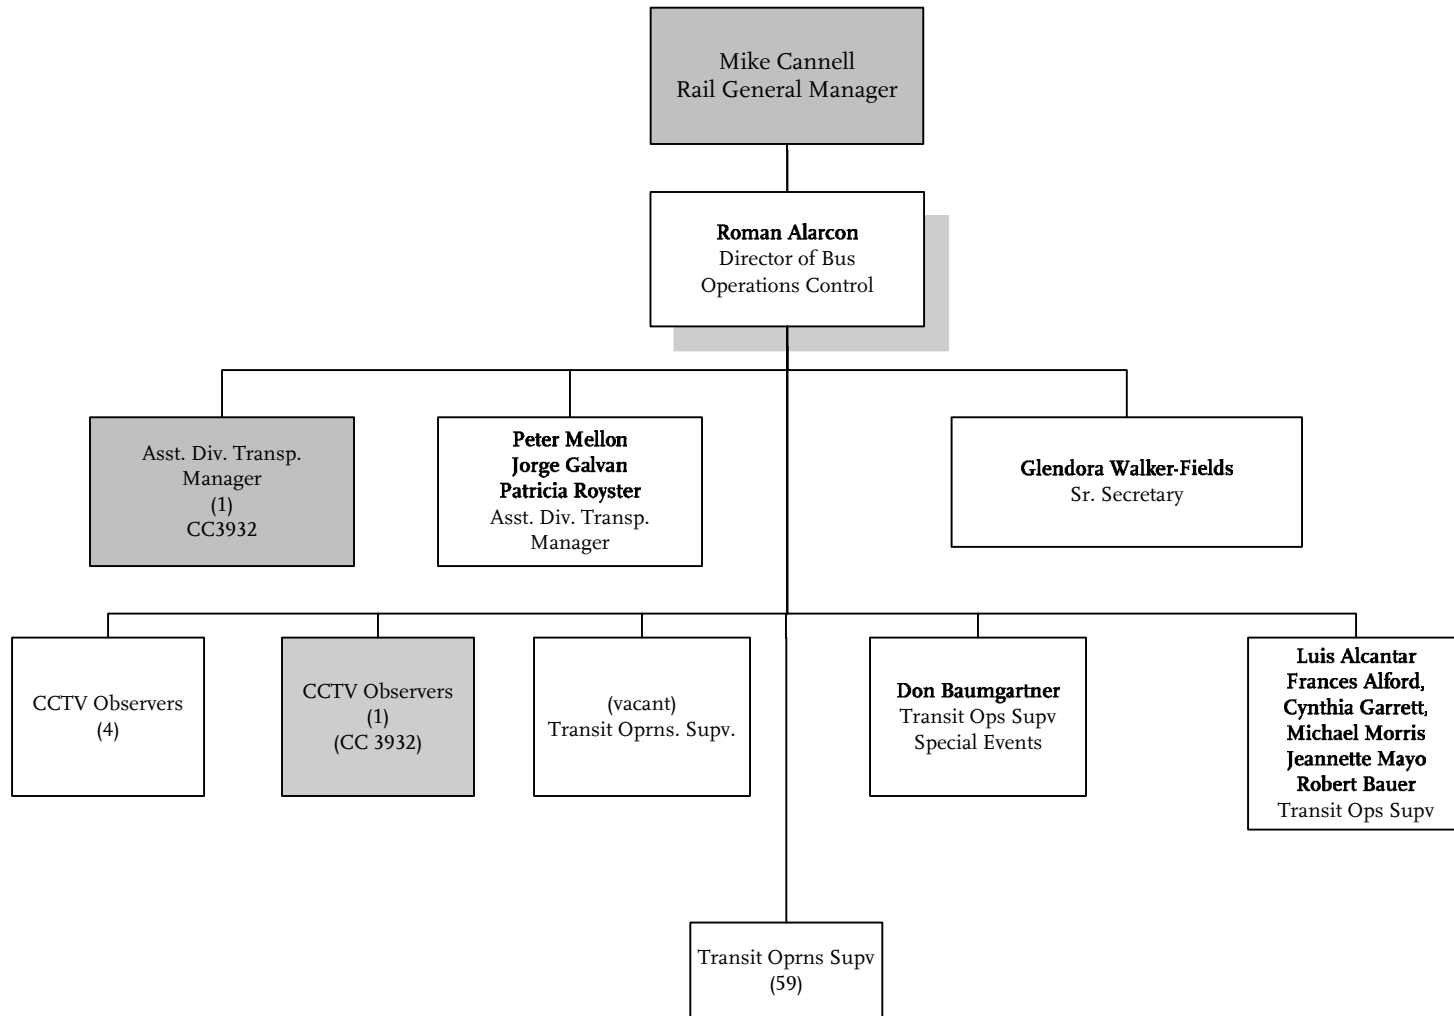 Mike Cannell
Rail General Manager
Roman Alarcon
Director of Bus
Operations Control
Asst. Div. Transp.
Manager
(1)
CC3932
Peter Mellon
Jorge Galvan
Patricia Royster
Asst. Div. Transp.
Manager
Glendora Walker-Fields
Sr. Secretary
CCTV Observers
(4)
CCTV Observers
(1)
(CC 3932)
(vacant)
Transit Oprns. Supv.
Don Baumgartner
Transit Ops Supv
Special Events
Luis Alcantar
Frances Alford,
Cynthia Garrett,
Michael Morris
Jeannette Mayo
Robert Bauer
Transit Ops Supv
Transit Oprns Supv
(59)